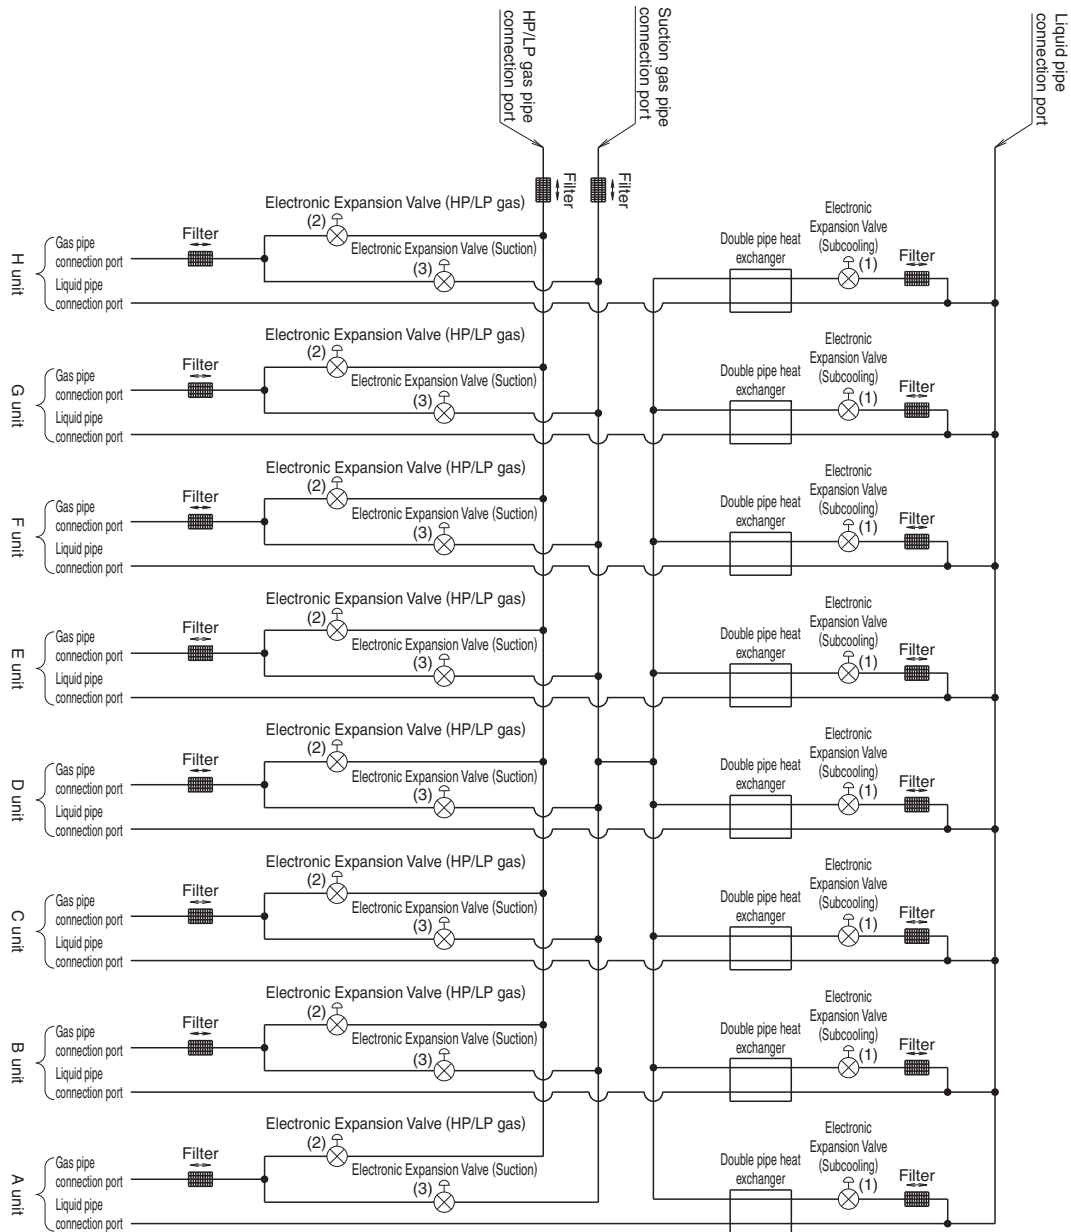 HP/LP gas pipe
connection port
Suction gas pipe
connection port
Liquid pipe
connection port
Filter
Filter
H unit
Gas pipe
connection port
Liquid pipe
connection port
Filter
Electronic Expansion Valve (HP/LP gas)
(2)
Electronic Expansion Valve (Suction)
(3)
Double pipe heat
exchanger
Electronic
Expansion Valve
(Subcooling)
(1)
Filter
G unit
Gas pipe
connection port
Liquid pipe
connection port
Filter
Electronic Expansion Valve (HP/LP gas)
(2)
Electronic Expansion Valve (Suction)
(3)
Double pipe heat
exchanger
Electronic
Expansion Valve
(Subcooling)
(1)
Filter
F unit
Gas pipe
connection port
Liquid pipe
connection port
Filter
Electronic Expansion Valve (HP/LP gas)
(2)
Electronic Expansion Valve (Suction)
(3)
Double pipe heat
exchanger
Electronic
Expansion Valve
(Subcooling)
(1)
Filter
E unit
Gas pipe
connection port
Liquid pipe
connection port
Filter
Electronic Expansion Valve (HP/LP gas)
(2)
Electronic Expansion Valve (Suction)
(3)
Double pipe heat
exchanger
Electronic
Expansion Valve
(Subcooling)
(1)
Filter
D unit
Gas pipe
connection port
Liquid pipe
connection port
Filter
Electronic Expansion Valve (HP/LP gas)
(2)
Electronic Expansion Valve (Suction)
(3)
Double pipe heat
exchanger
Electronic
Expansion Valve
(Subcooling)
(1)
Filter
C unit
Gas pipe
connection port
Liquid pipe
connection port
Filter
Electronic Expansion Valve (HP/LP gas)
(2)
Electronic Expansion Valve (Suction)
(3)
Double pipe heat
exchanger
Electronic
Expansion Valve
(Subcooling)
(1)
Filter
B unit
Gas pipe
connection port
Liquid pipe
connection port
Filter
Electronic Expansion Valve (HP/LP gas)
(2)
Electronic Expansion Valve (Suction)
(3)
Double pipe heat
exchanger
Electronic
Expansion Valve
(Subcooling)
(1)
Filter
A unit
Gas pipe
connection port
Liquid pipe
connection port
Filter
Electronic Expansion Valve (HP/LP gas)
(2)
Electronic Expansion Valve (Suction)
(3)
Double pipe heat
exchanger
Electronic
Expansion Valve
(Subcooling)
(1)
Filter